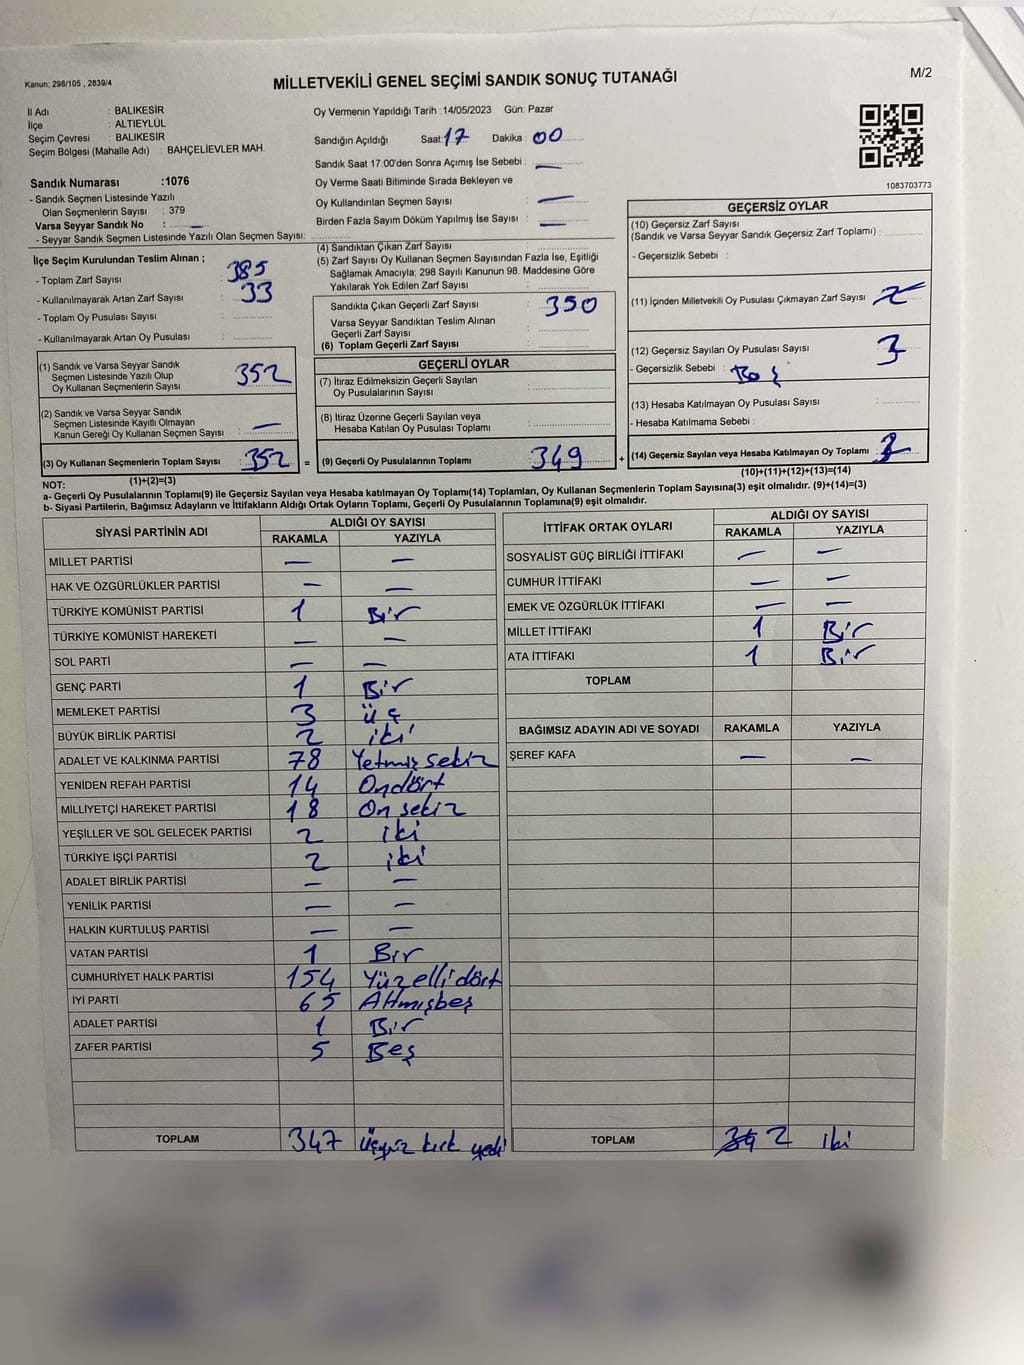 Kanun: 298/105 , 2839/4
MİLLETVEKİLİ GENEL SEÇİMİ SANDIK SONUÇ TUTANAĞI
M/2
İl Adı : BALIKESİR
İlçe : ALTIEYLÜL
Seçim Çevresi : BALIKESİR
Seçim Bölgesi (Mahalle Adı) : BAHÇELİEVLER MAH.
Sandık Numarası :1076
- Sandık Seçmen Listesinde Yazılı
Olan Seçmenlerin Sayısı : 379
Varsa Seyyar Sandık No : —
- Seyyar Sandık Seçmen Listesinde Yazılı Olan Seçmen Sayısı:
Oy Vermenin Yapıldığı Tarih :14/05/2023 Gün: Pazar
Sandığın Açıldığı Saat: 17 Dakika : 00
Sandık Saat 17:00'den Sonra Açımış İse Sebebi : —
Oy Verme Saati Bitiminde Sırada Bekleyen ve
Oy Kullandırılan Seçmen Sayısı : —
Birden Fazla Sayım Döküm Yapılmış İse Sayısı : —
1083703773
İlçe Seçim Kurulundan Teslim Alınan ;
- Toplam Zarf Sayısı : 385
- Kullanılmayarak Artan Zarf Sayısı : 33
- Toplam Oy Pusulası Sayısı :
- Kullanılmayarak Artan Oy Pusulası :
(1) Sandık ve Varsa Seyyar Sandık
Seçmen Listesinde Yazılı Olup
Oy Kullanan Seçmenlerin Sayısı : 352
(2) Sandık ve Varsa Seyyar Sandık
Seçmen Listesinde Kayıtlı Olmayan
Kanun Gereği Oy Kullanan Seçmen Sayısı : —
(3) Oy Kullanan Seçmenlerin Toplam Sayısı : 352 =
(1)+(2)=(3)
(4) Sandıktan Çıkan Zarf Sayısı :
(5) Zarf Sayısı Oy Kullanan Seçmen Sayısından Fazla İse, Eşitliği
Sağlamak Amacıyla; 298 Sayılı Kanunun 98. Maddesine Göre
Yakılarak Yok Edilen Zarf Sayısı :
Sandıkta Çıkan Geçerli Zarf Sayısı : 350
Varsa Seyyar Sandıktan Teslim Alınan
Geçerli Zarf Sayısı :
(6) Toplam Geçerli Zarf Sayısı :
GEÇERLİ OYLAR
(7) İtiraz Edilmeksizin Geçerli Sayılan
Oy Pusulalarının Sayısı :
(8) İtiraz Üzerine Geçerli Sayılan veya
Hesaba Katılan Oy Pusulası Toplamı :
(9) Geçerli Oy Pusulalarının Toplamı : 349 +
GEÇERSİZ OYLAR
(10) Geçersiz Zarf Sayısı
(Sandık ve Varsa Seyyar Sandık Geçersiz Zarf Toplamı) :
- Geçersizlik Sebebi :
(11) İçinden Milletvekili Oy Pusulası Çıkmayan Zarf Sayısı :
(12) Geçersiz Sayılan Oy Pusulası Sayısı : 3
- Geçersizlik Sebebi : Boş
(13) Hesaba Katılmayan Oy Pusulası Sayısı :
- Hesaba Katılmama Sebebi :
(14) Geçersiz Sayılan veya Hesaba Katılmayan Oy Toplamı : 3
(10)+(11)+(12)+(13)=(14)
NOT:
a- Geçerli Oy Pusulalarının Toplamı(9) ile Geçersiz Sayılan veya Hesaba katılmayan Oy Toplamı(14) Toplamları, Oy Kullanan Seçmenlerin Toplam Sayısına(3) eşit olmalıdır. (9)+(14)=(3)
b- Siyasi Partilerin, Bağımsız Adayların ve İttifakların Aldığı Ortak Oyların Toplamı, Geçerli Oy Pusulalarının Toplamına(9) eşit olmalıdır.
SİYASİ PARTİNİN ADI ALDIĞI OY SAYISI
RAKAMLA YAZIYLA
MİLLET PARTİSİ — —
HAK VE ÖZGÜRLÜKLER PARTİSİ — —
TÜRKİYE KOMÜNİST PARTİSİ 1 Bir
TÜRKİYE KOMÜNİST HAREKETİ — —
SOL PARTİ — —
GENÇ PARTİ 1 Bir
MEMLEKET PARTİSİ 3 üç
BÜYÜK BİRLİK PARTİSİ 2 iki
ADALET VE KALKINMA PARTİSİ 78 Yetmiş sekiz
YENİDEN REFAH PARTİSİ 14 Ondört
MİLLİYETÇİ HAREKET PARTİSİ 18 On sekiz
YEŞİLLER VE SOL GELECEK PARTİSİ 2 iki
TÜRKİYE İŞÇİ PARTİSİ 2 iki
ADALET BİRLİK PARTİSİ — —
YENİLİK PARTİSİ — —
HALKIN KURTULUŞ PARTİSİ — —
VATAN PARTİSİ 1 Bir
CUMHURİYET HALK PARTİSİ 154 Yüzellidört
İYİ PARTİ 65 Altmışbeş
ADALET PARTİSİ 1 Bir
ZAFER PARTİSİ 5 Beş
TOPLAM 347 üçyüz kırk yedi
İTTİFAK ORTAK OYLARI ALDIĞI OY SAYISI
RAKAMLA YAZIYLA
SOSYALİST GÜÇ BİRLİĞİ İTTİFAKI — —
CUMHUR İTTİFAKI — —
EMEK VE ÖZGÜRLÜK İTTİFAKI — —
MİLLET İTTİFAKI 1 Bir
ATA İTTİFAKI 1 Bir
TOPLAM
BAĞIMSIZ ADAYIN ADI VE SOYADI RAKAMLA YAZIYLA
ŞEREF KAFA — —
TOPLAM 2 iki